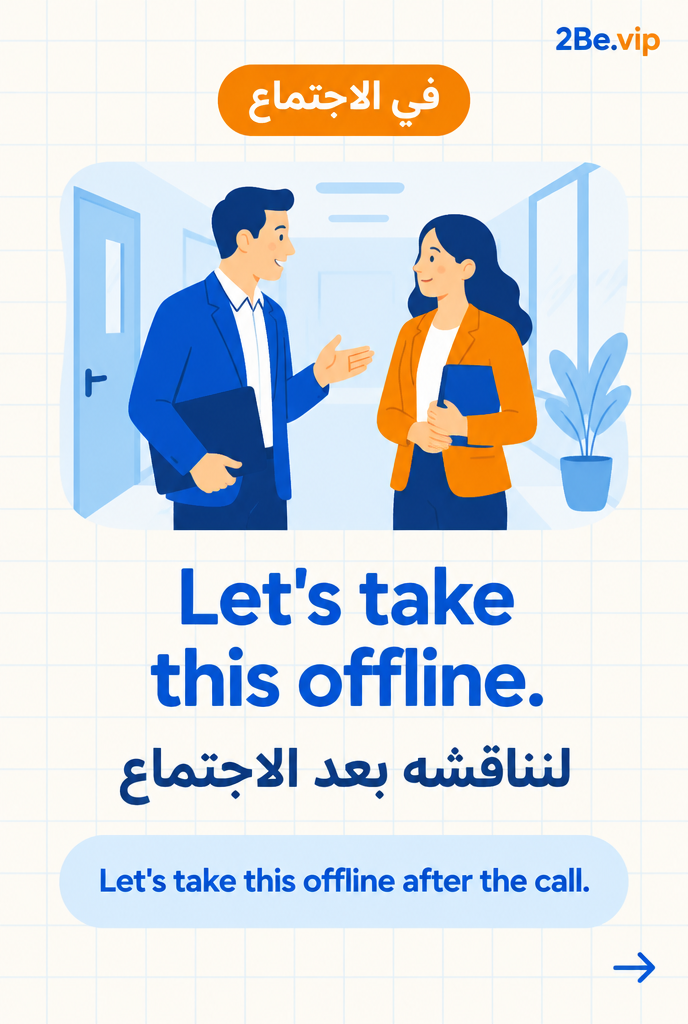 2Be.vip
في الاجتماع
Let's take
this offline.
لنناقشه بعد الاجتماع
Let's take this offline after the call.